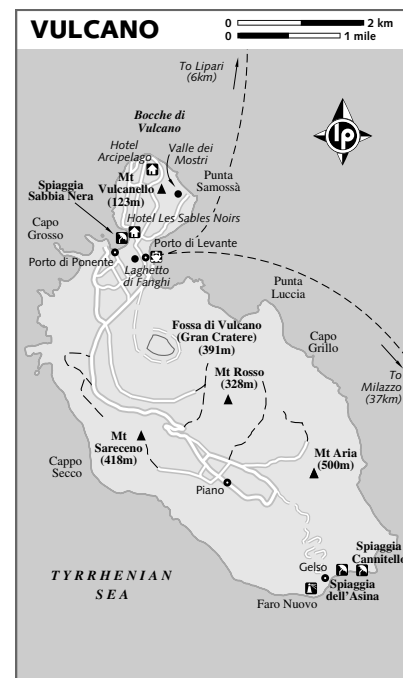 VULCANO
0 2 km
0 1 mile
To Lipari
(6km)
Bocche di
Vulcano
lp
Hotel
Arcipelago
Valle dei
Mostri
Mt
Vulcanello
(123m)
Punta
Samossà
Spiaggia
Sabbia Nera
Hotel Les Sables Noirs
Capo
Grosso
Porto di Levante
Porto di Ponente
Laghetto
di Fanghi
Punta
Luccia
Fossa di Vulcano
(Gran Cratere)
(391m)
Capo
Grillo
Mt Rosso
(328m)
To
Milazzo
(37km)
Mt
Sareceno
(418m)
Mt Aria
(500m)
Cappo
Secco
Piano
Spiaggia
Cannitello
Gelso
TYRRHENIAN
SEA
Spiaggia
dell'Asina
Faro Nuovo